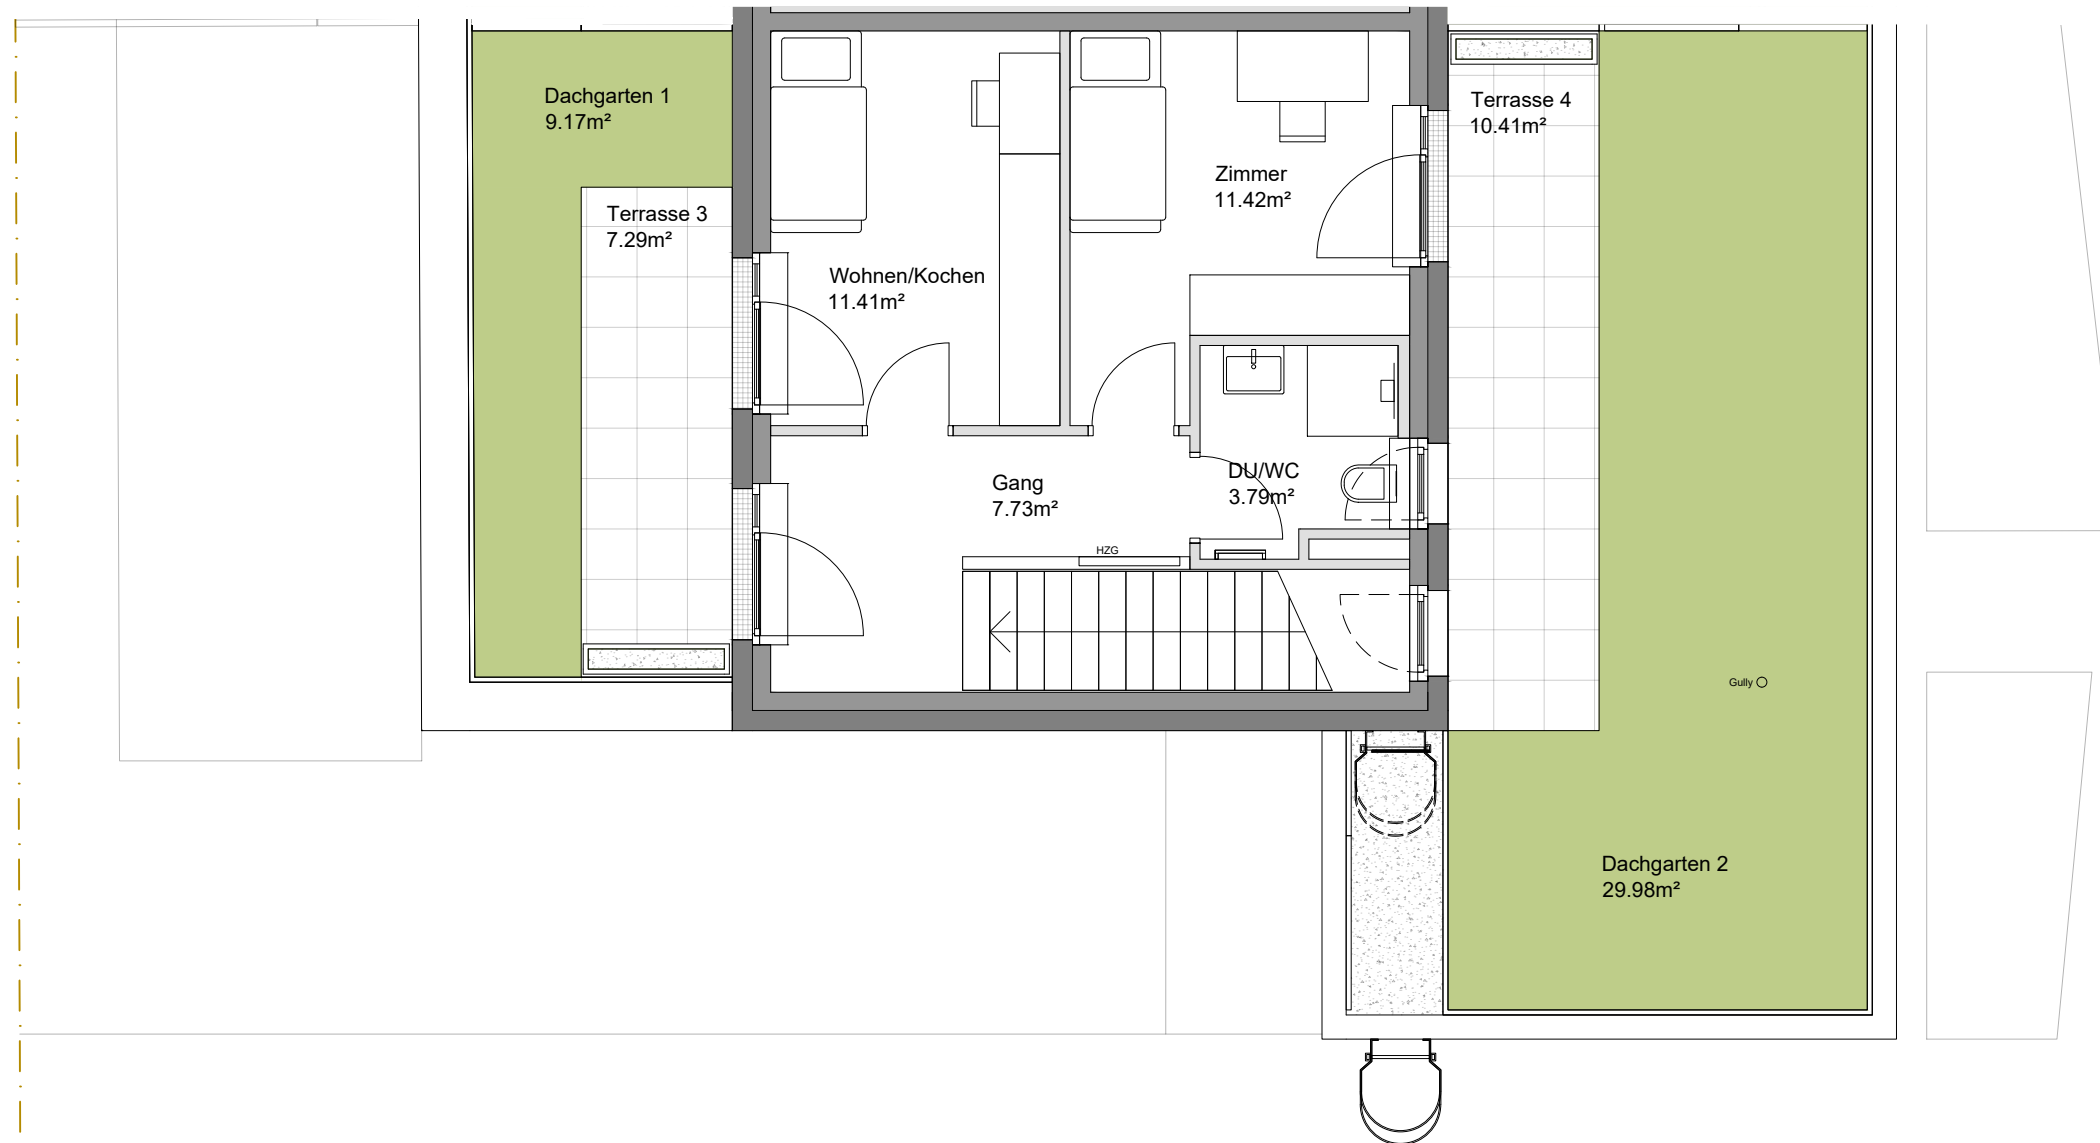 Dachgarten 1
9.17m²
Terrasse 4
10.41m²
Zimmer
11.42m²
Terrasse 3
7.29m²
Wohnen/Kochen
11.41m²
DU/WC
3.79m²
Gang
7.73m²
HZG
Gully
Dachgarten 2
29.98m²